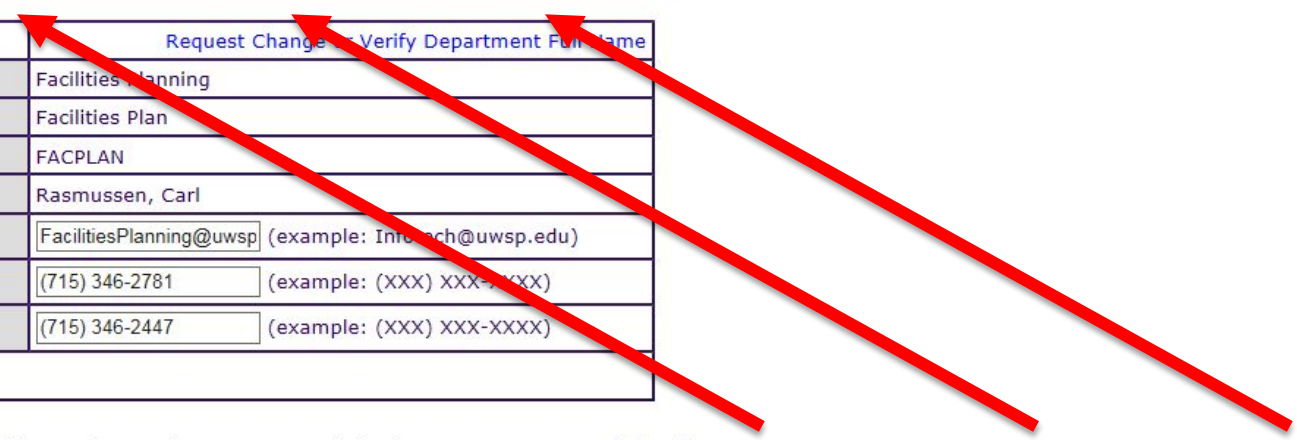 Request Change or Verify Department Full Name
Facilities Planning
Facilities Plan
FACPLAN
Rasmussen, Carl
FacilitiesPlanning@uwsp (example: Infotech@uwsp.edu)
(715) 346-2781 (example: (XXX) XXX-XXXX)
(715) 346-2447 (example: (XXX) XXX-XXXX)